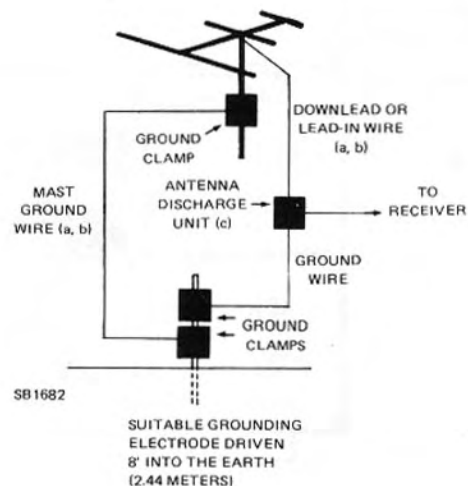 DOWNLEAD OR
LEAD-IN WIRE
(a, b)
GROUND
CLAMP
MAST
GROUND
WIRE (a, b)
ANTENNA
DISCHARGE
UNIT (c)
TO
RECEIVER
GROUND
WIRE
GROUND
CLAMPS
SB1682
SUITABLE GROUNDING
ELECTRODE DRIVEN
8' INTO THE EARTH
(2.44 METERS)